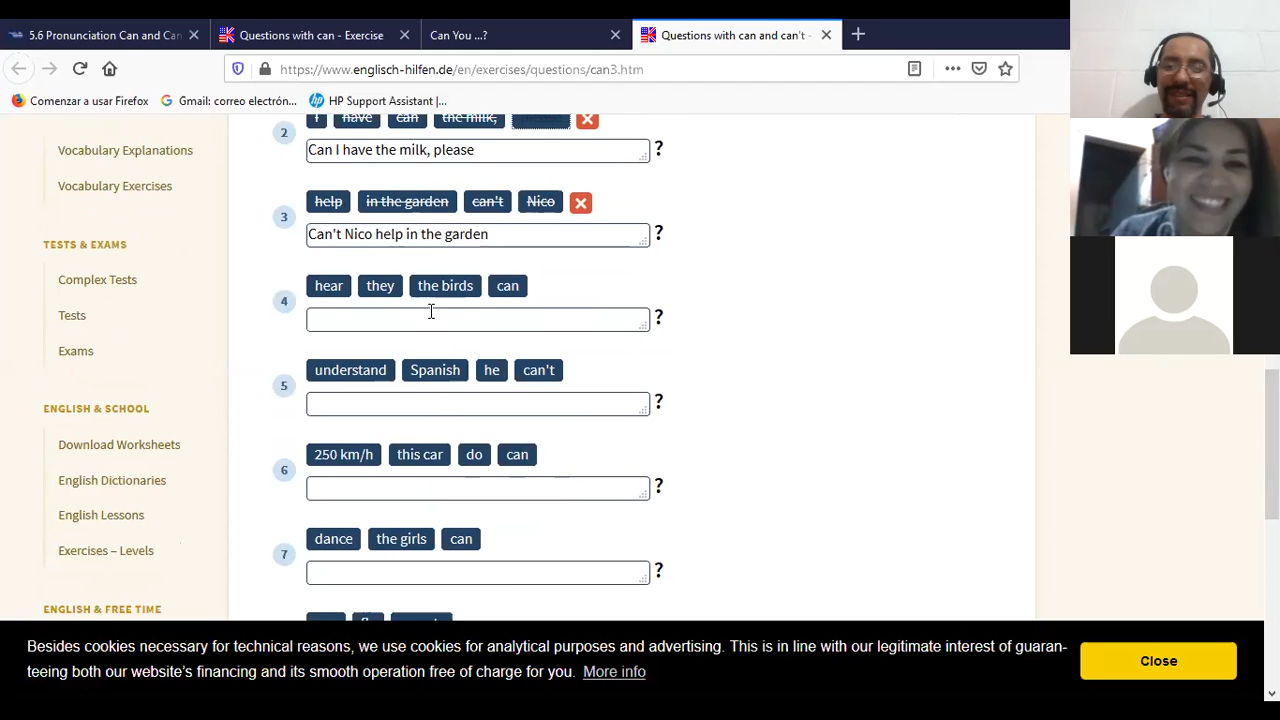 5.6 Pronunciation Can and Can
Questions with can - Exercise
Can You ...?
Questions with can and can't -
https://www.englisch-hilfen.de/en/exercises/questions/can3.htm
Comenzar a usar Firefox
Gmail: correo electrón...
HP Support Assistant |...
Vocabulary Explanations
Vocabulary Exercises
TESTS & EXAMS
Complex Tests
Tests
Exams
ENGLISH & SCHOOL
Download Worksheets
English Dictionaries
English Lessons
Exercises – Levels
ENGLISH & FREE TIME
2
I have can the milk,
Can I have the milk, please ?
3
help in the garden can't Nico
Can't Nico help in the garden ?
4
hear they the birds can
?
5
understand Spanish he can't
?
6
250 km/h this car do can
?
7
dance the girls can
?
Besides cookies necessary for technical reasons, we use cookies for analytical purposes and advertising. This is in line with our legitimate interest of guaran-
teeing both our website's financing and its smooth operation free of charge for you. More info
Close